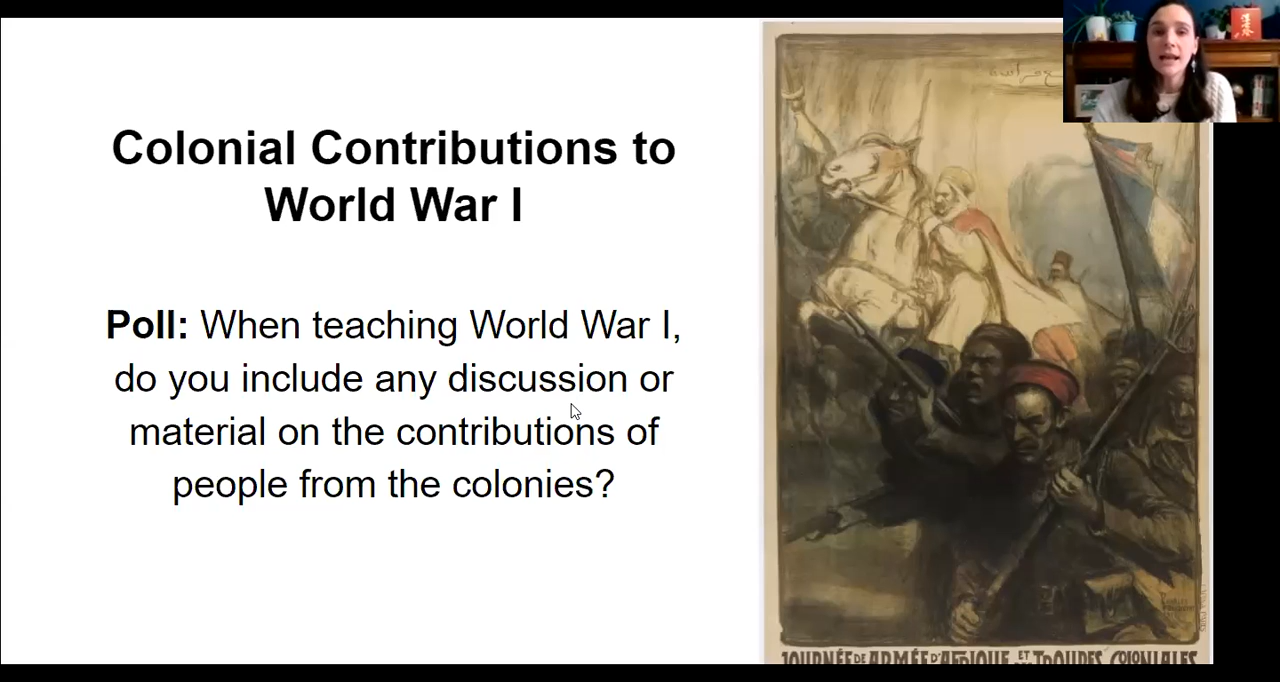 Colonial Contributions to
World War I
Poll: When teaching World War I,
do you include any discussion or
material on the contributions of
people from the colonies?
JOURNÉE DE L'ARMÉE D'AFRIQUE ET DES TROUPES COLONIALES